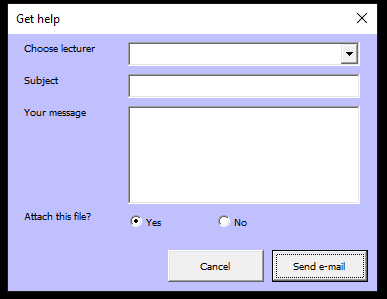 Get help
Choose lecturer
Subject
Your message
Attach this file?
Yes
No
Cancel
Send e-mail